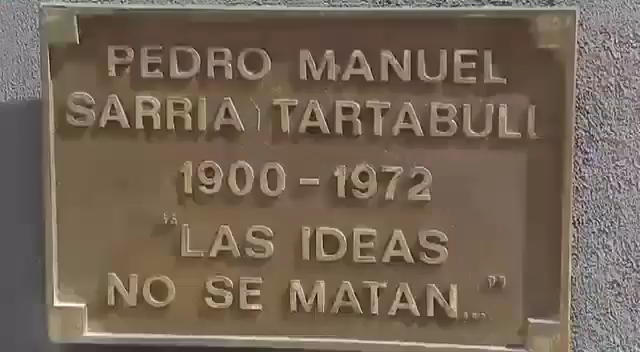 PEDRO MANUEL
SARRIA TARTABULL
1900-1972
"LAS IDEAS
NO SE MATAN..."